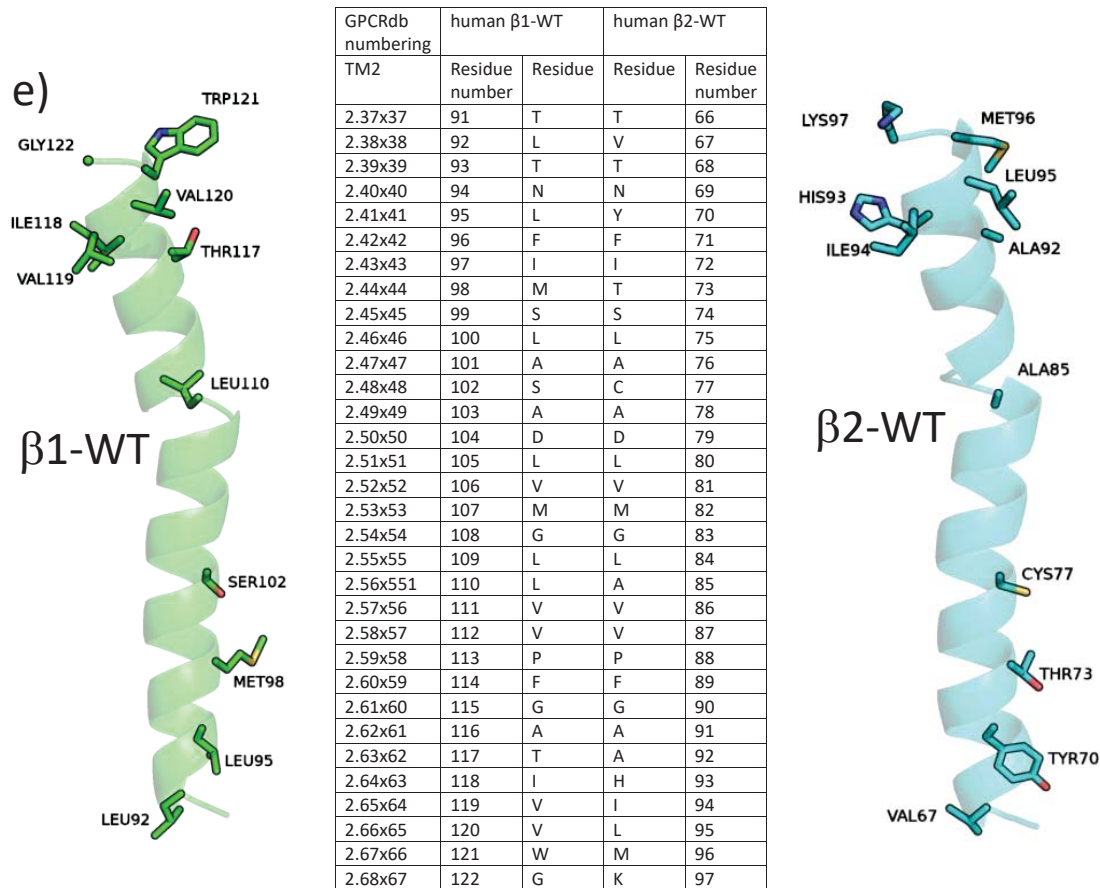 e)
TRP121
GLY122
VAL120
ILE118
THR117
VAL119
LEU110
β1-WT
SER102
MET98
LEU95
LEU92
GPCRdb numbering | human β1-WT | human β2-WT
TM2 | Residue number | Residue | Residue | Residue number
2.37x37 | 91 | T | T | 66
2.38x38 | 92 | L | V | 67
2.39x39 | 93 | T | T | 68
2.40x40 | 94 | N | N | 69
2.41x41 | 95 | L | Y | 70
2.42x42 | 96 | F | F | 71
2.43x43 | 97 | I | I | 72
2.44x44 | 98 | M | T | 73
2.45x45 | 99 | S | S | 74
2.46x46 | 100 | L | L | 75
2.47x47 | 101 | A | A | 76
2.48x48 | 102 | S | C | 77
2.49x49 | 103 | A | A | 78
2.50x50 | 104 | D | D | 79
2.51x51 | 105 | L | L | 80
2.52x52 | 106 | V | V | 81
2.53x53 | 107 | M | M | 82
2.54x54 | 108 | G | G | 83
2.55x55 | 109 | L | L | 84
2.56x551 | 110 | L | A | 85
2.57x56 | 111 | V | V | 86
2.58x57 | 112 | V | V | 87
2.59x58 | 113 | P | P | 88
2.60x59 | 114 | F | F | 89
2.61x60 | 115 | G | G | 90
2.62x61 | 116 | A | A | 91
2.63x62 | 117 | T | A | 92
2.64x63 | 118 | I | H | 93
2.65x64 | 119 | V | I | 94
2.66x65 | 120 | V | L | 95
2.67x66 | 121 | W | M | 96
2.68x67 | 122 | G | K | 97
LYS97
MET96
LEU95
HIS93
ILE94
ALA92
ALA85
β2-WT
CYS77
THR73
TYR70
VAL67